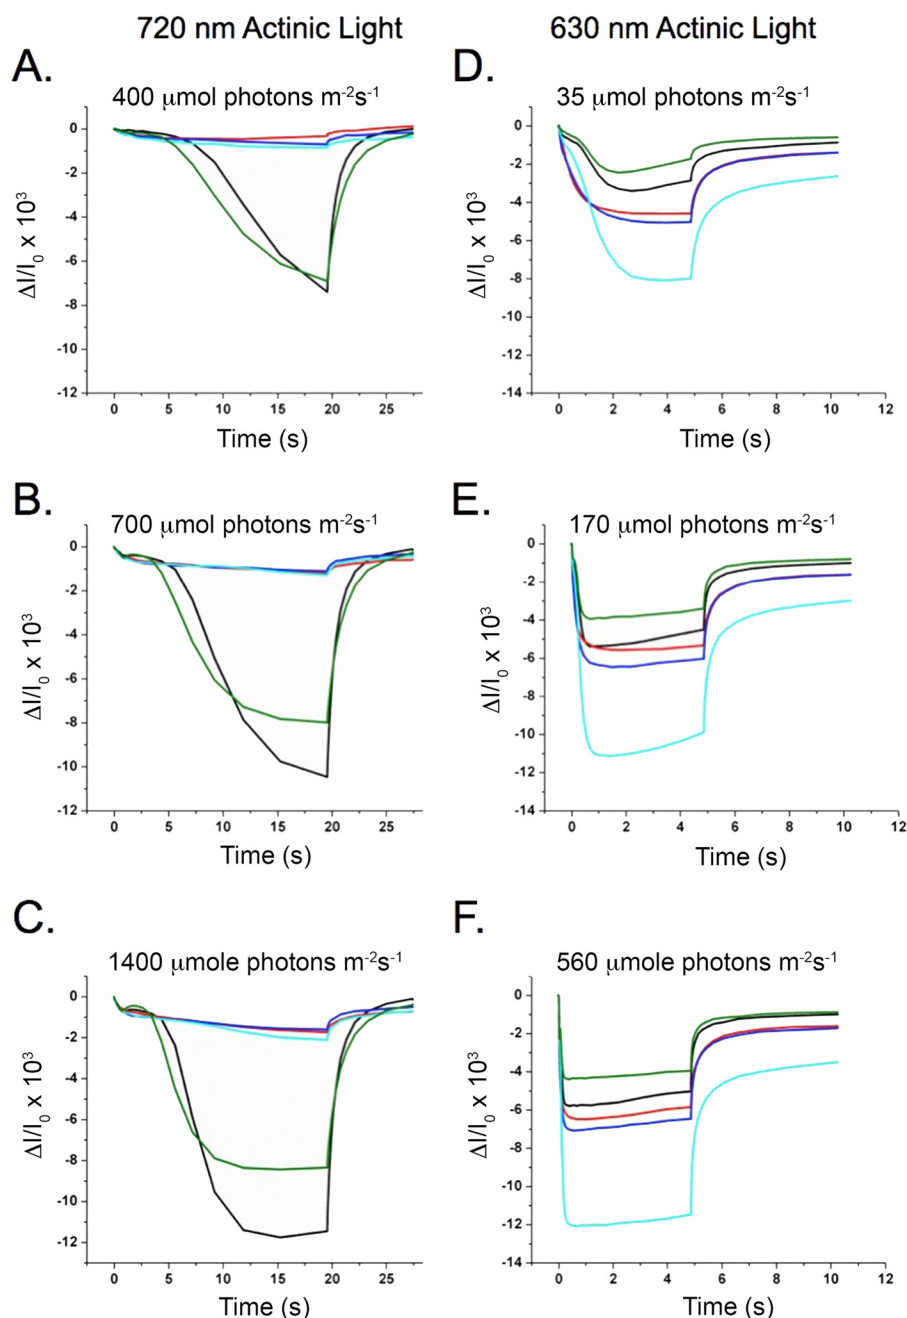 720 nm Actinic Light
630 nm Actinic Light
A.
400 μmol photons m⁻²s⁻¹
0
-2
-4
-6
-8
-10
-12
ΔI/I₀ x 10³
0 5 10 15 20 25
Time (s)
D.
35 μmol photons m⁻²s⁻¹
0
-2
-4
-6
-8
-10
-12
-14
ΔI/I₀ x 10³
0 2 4 6 8 10 12
Time (s)
B.
700 μmol photons m⁻²s⁻¹
0
-2
-4
-6
-8
-10
-12
ΔI/I₀ x 10³
0 5 10 15 20 25
Time (s)
E.
170 μmol photons m⁻²s⁻¹
0
-2
-4
-6
-8
-10
-12
-14
ΔI/I₀ x 10³
0 2 4 6 8 10 12
Time (s)
C.
1400 μmole photons m⁻²s⁻¹
0
-2
-4
-6
-8
-10
-12
ΔI/I₀ x 10³
0 5 10 15 20 25
Time (s)
F.
560 μmole photons m⁻²s⁻¹
0
-2
-4
-6
-8
-10
-12
-14
ΔI/I₀ x 10³
0 2 4 6 8 10 12
Time (s)